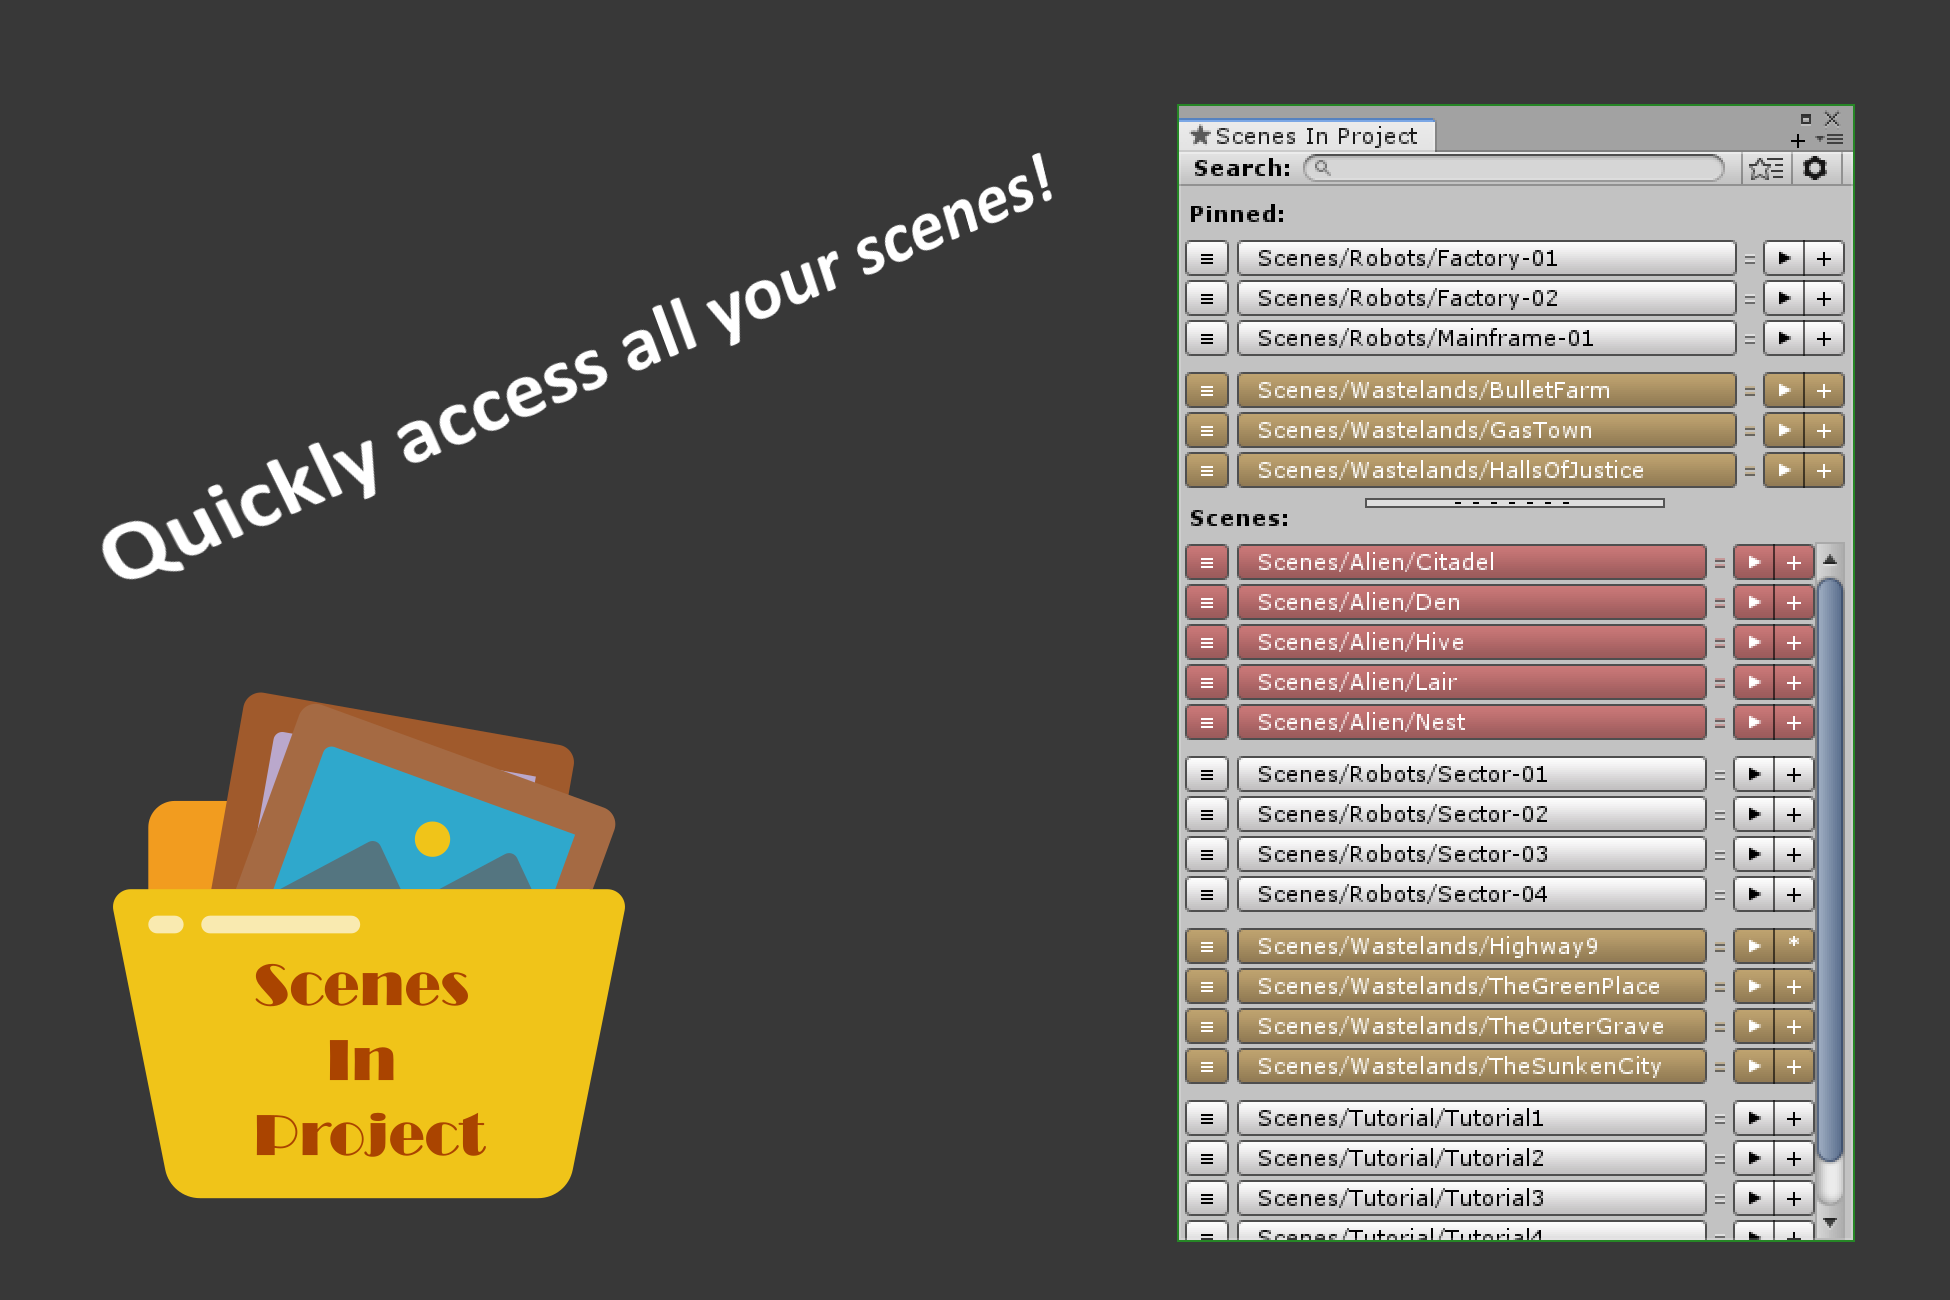 Quickly access all your scenes!
Scenes
In
Project
Scenes In Project
Search:
Pinned:
Scenes/Robots/Factory-01
Scenes/Robots/Factory-02
Scenes/Robots/Mainframe-01
Scenes/Wastelands/BulletFarm
Scenes/Wastelands/GasTown
Scenes/Wastelands/HallsOfJustice
Scenes:
Scenes/Alien/Citadel
Scenes/Alien/Den
Scenes/Alien/Hive
Scenes/Alien/Lair
Scenes/Alien/Nest
Scenes/Robots/Sector-01
Scenes/Robots/Sector-02
Scenes/Robots/Sector-03
Scenes/Robots/Sector-04
Scenes/Wastelands/Highway9
Scenes/Wastelands/TheGreenPlace
Scenes/Wastelands/TheOuterGrave
Scenes/Wastelands/TheSunkenCity
Scenes/Tutorial/Tutorial1
Scenes/Tutorial/Tutorial2
Scenes/Tutorial/Tutorial3
Scenes/Tutorial/Tutorial4